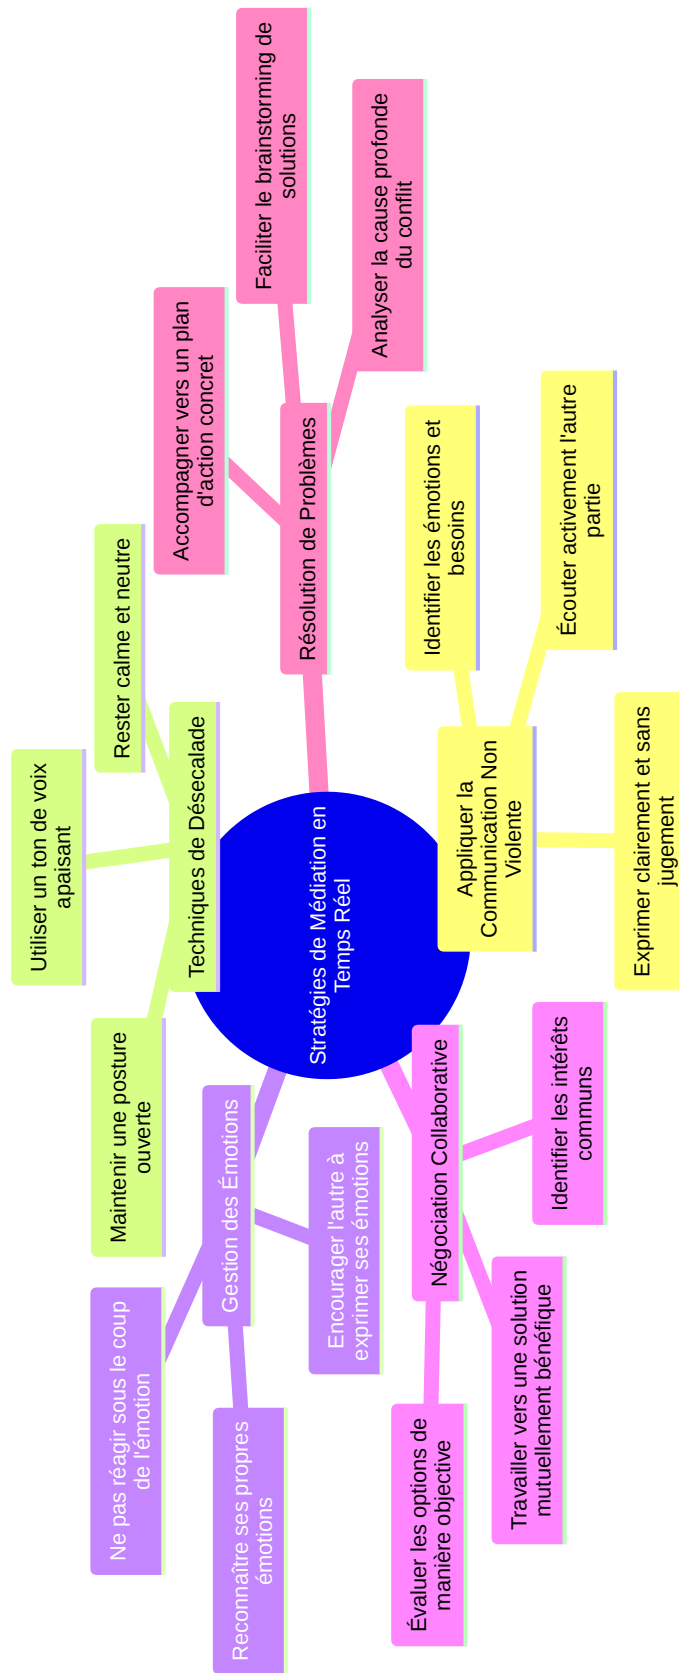 Stratégies de Médiation en
Temps Réel
Appliquer la
Communication Non
Violente
Identifier les émotions et
besoins
Écouter activement l'autre
partie
Exprimer clairement et sans
jugement
Négociation Collaborative
Identifier les intérêts
communs
Travailler vers une solution
mutuellement bénéfique
Évaluer les options de
manière objective
Gestion des Émotions
Reconnaître ses propres
émotions
Ne pas réagir sous le coup
de l'émotion
Encourager l'autre à
exprimer ses émotions
Techniques de Désecalade
Maintenir une posture
ouverte
Utiliser un ton de voix
apaisant
Rester calme et neutre
Résolution de Problèmes
Accompagner vers un plan
d'action concret
Faciliter le brainstorming de
solutions
Analyser la cause profonde
du conflit